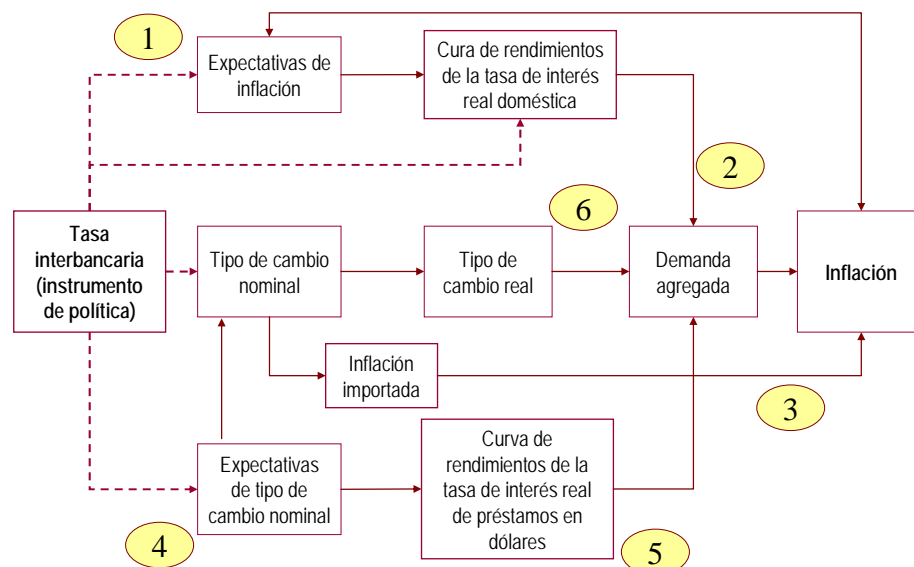 1
Expectativas de
inflación
Cura de rendimientos
de la tasa de interés
real doméstica
2
6
Tasa
interbancaria
(instrumento
de política)
Tipo de cambio
nominal
Tipo de
cambio real
Demanda
agregada
Inflación
Inflación
importada
3
Expectativas
de tipo de
cambio nominal
Curva de
rendimientos de la
tasa de interés real
de préstamos en
dólares
4
5